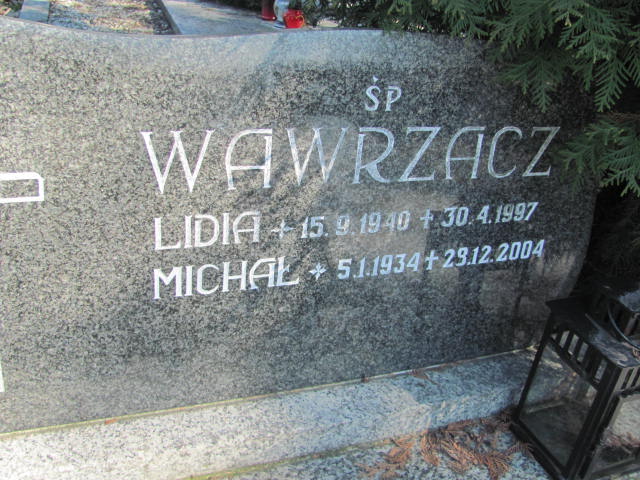 ŚP
WAWRZACZ
LIDIA + 15.9.1940 + 30.4.1997
MICHAŁ * 5.1.1934 + 29.12.2004